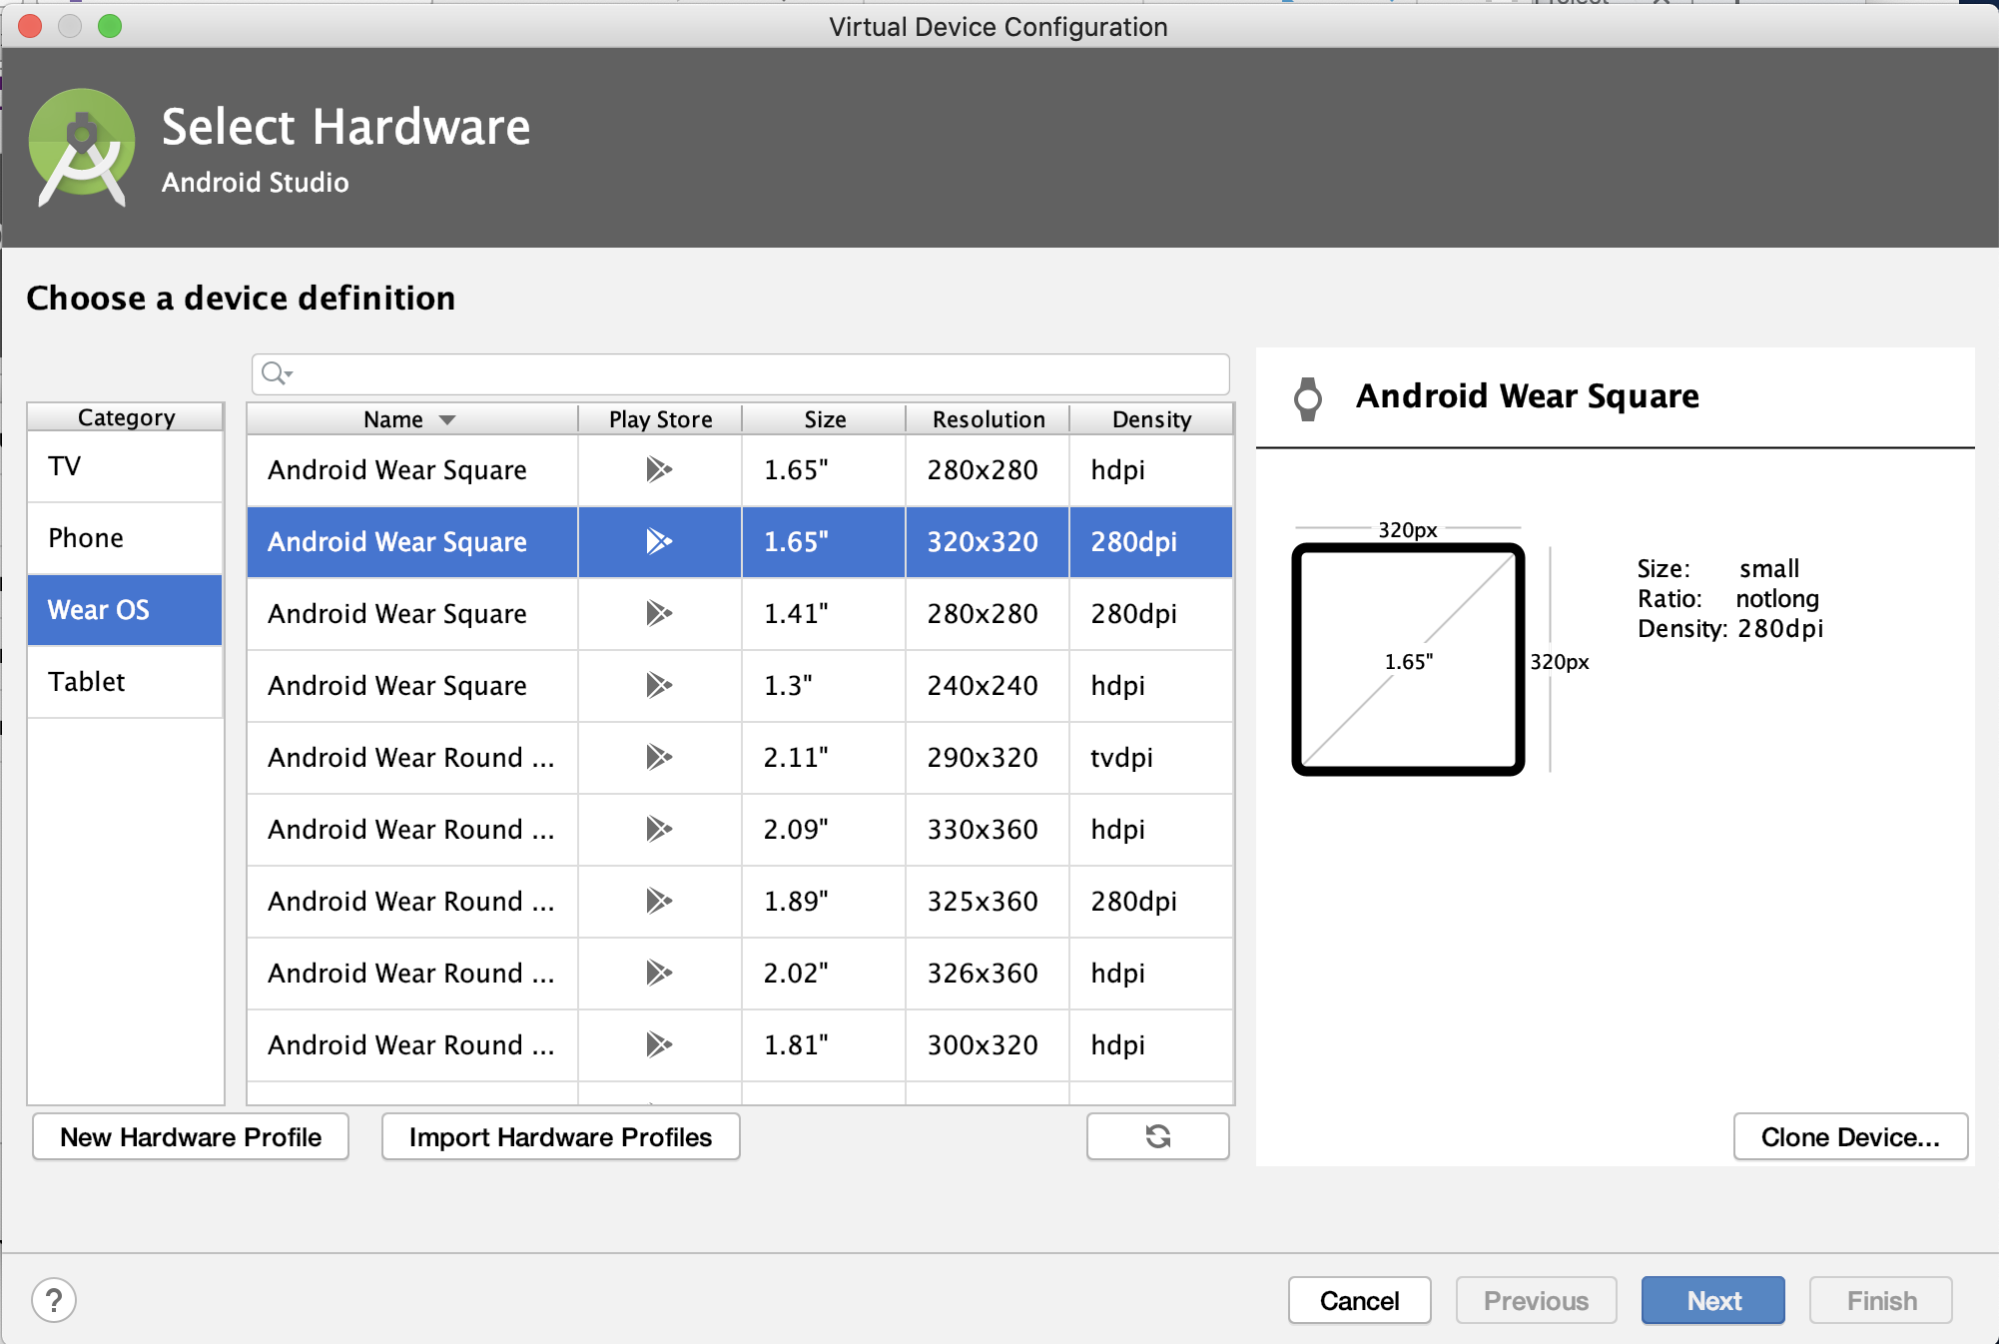 Virtual Device Configuration
Select Hardware
Android Studio
Choose a device definition
Category
TV
Phone
Wear OS
Tablet
Name Play Store Size Resolution Density
Android Wear Square 1.65" 280x280 hdpi
Android Wear Square 1.65" 320x320 280dpi
Android Wear Square 1.41" 280x280 280dpi
Android Wear Square 1.3" 240x240 hdpi
Android Wear Round ... 2.11" 290x320 tvdpi
Android Wear Round ... 2.09" 330x360 hdpi
Android Wear Round ... 1.89" 325x360 280dpi
Android Wear Round ... 2.02" 326x360 hdpi
Android Wear Round ... 1.81" 300x320 hdpi
Android Wear Square
320px
1.65"
320px
Size: small
Ratio: notlong
Density: 280dpi
New Hardware Profile
Import Hardware Profiles
Clone Device...
?
Cancel
Previous
Next
Finish